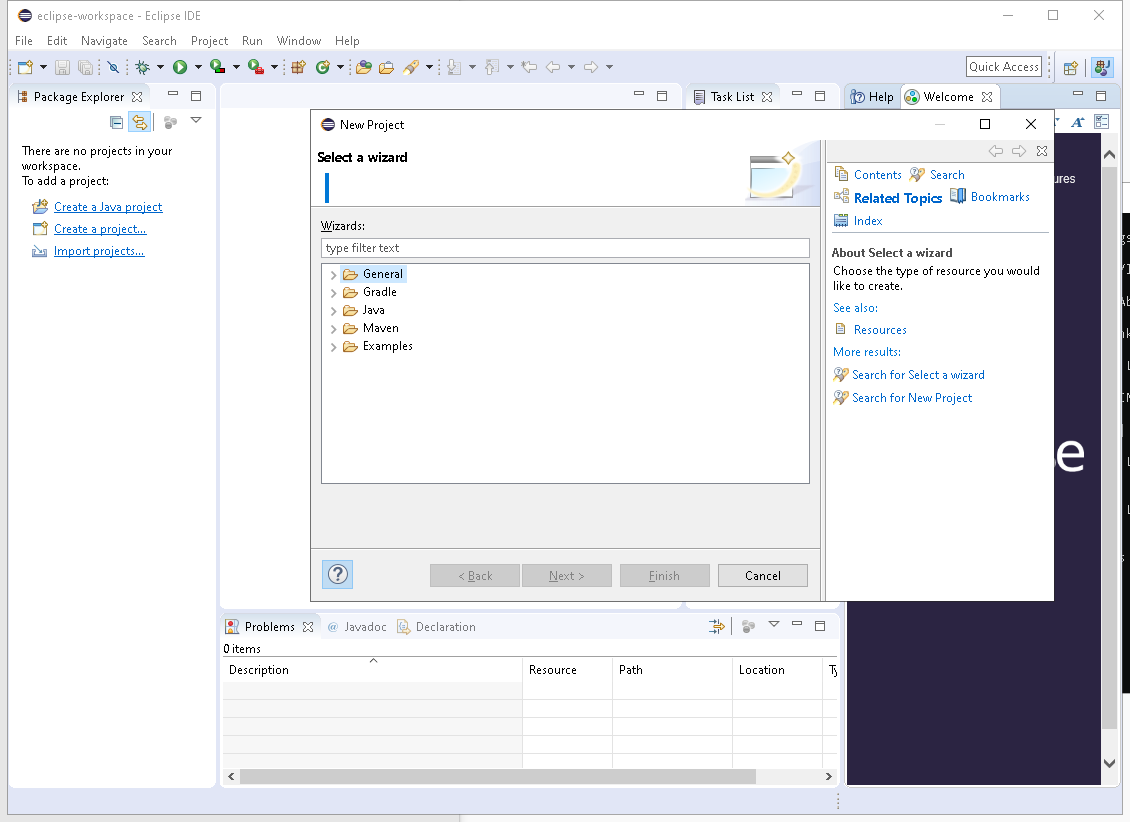 eclipse-workspace - Eclipse IDE
File Edit Navigate Search Project Run Window Help
Quick Access
Package Explorer
There are no projects in your
workspace.
To add a project:
Create a Java project
Create a project...
Import projects...
Task List
Help
Welcome
New Project
Select a wizard
Wizards:
type filter text
General
Gradle
Java
Maven
Examples
< Back
Next >
Finish
Cancel
Contents
Search
Related Topics
Bookmarks
Index
About Select a wizard
Choose the type of resource you would
like to create.
See also:
Resources
More results:
Search for Select a wizard
Search for New Project
ures
e
Problems
@ Javadoc
Declaration
0 items
Description
Resource
Path
Location
Ty